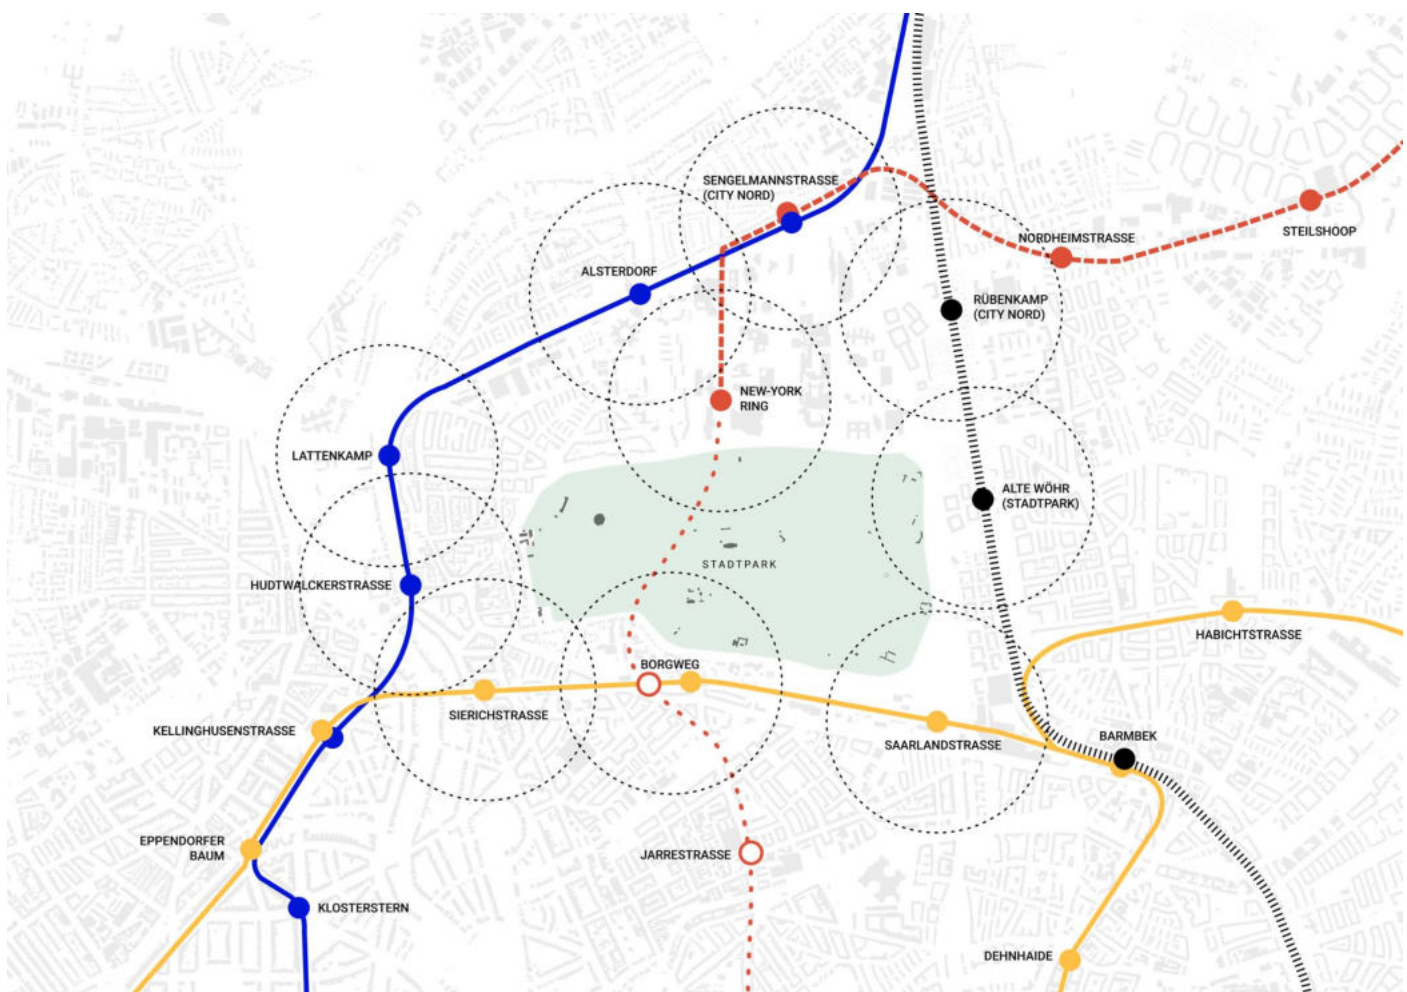 SENGELMANNSTRASSE
(CITY NORD)
STEILSHOOP
NORDHEIMSTRASSE
ALSTERDORF
RÜBENKAMP
(CITY NORD)
NEW-YORK
RING
LATTENKAMP
ALTE WÖHR
(STADTPARK)
STADTPARK
HUDTWALCKERSTRASSE
HABICHTSTRASSE
BORGWEG
SIERICHSTRASSE
KELLINGHUSENSTRASSE
SAARLANDSTRASSE
BARMBEK
EPPENDORFER
BAUM
JARRESTRASSE
KLOSTERSTERN
DEHNHAIDE